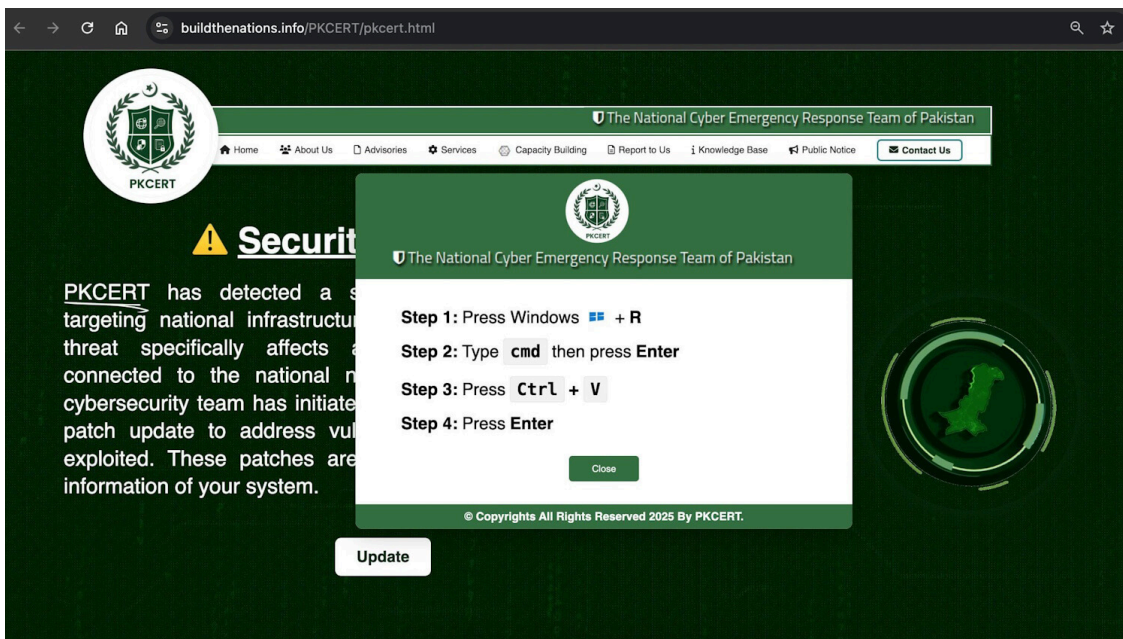 buildthenations.info/PKCERT/pkcert.html
The National Cyber Emergency Response Team of Pakistan
Home About Us Advisories Services Capacity Building Report to Us Knowledge Base Public Notice Contact Us
PKCERT
PKCERT
The National Cyber Emergency Response Team of Pakistan
Step 1: Press Windows + R
Step 2: Type cmd then press Enter
Step 3: Press Ctrl + V
Step 4: Press Enter
Close
© Copyrights All Rights Reserved 2025 By PKCERT.
⚠ Securit
PKCERT has detected a s
targeting national infrastructu
threat specifically affects
connected to the national n
cybersecurity team has initiate
patch update to address vul
exploited. These patches are
information of your system.
Update